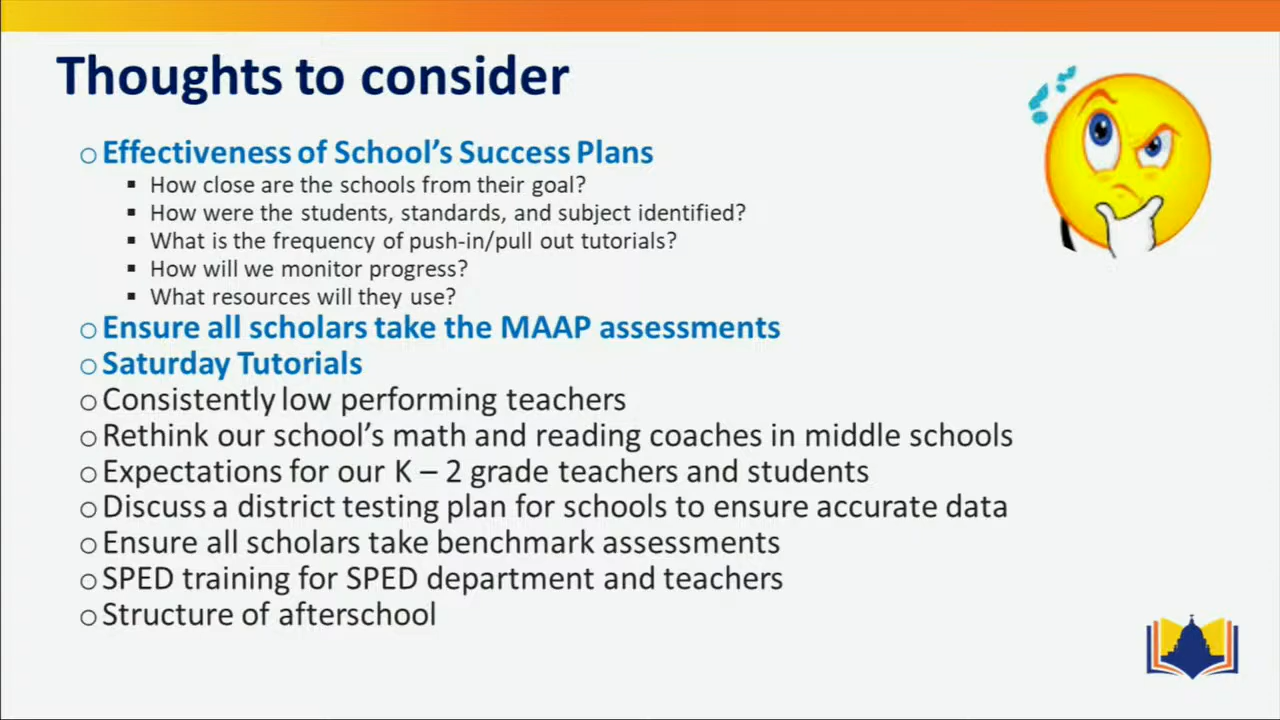 Thoughts to consider
o Effectiveness of School's Success Plans
▪ How close are the schools from their goal?
▪ How were the students, standards, and subject identified?
▪ What is the frequency of push-in/pull out tutorials?
▪ How will we monitor progress?
▪ What resources will they use?
o Ensure all scholars take the MAAP assessments
o Saturday Tutorials
o Consistently low performing teachers
o Rethink our school's math and reading coaches in middle schools
o Expectations for our K – 2 grade teachers and students
o Discuss a district testing plan for schools to ensure accurate data
o Ensure all scholars take benchmark assessments
o SPED training for SPED department and teachers
o Structure of afterschool